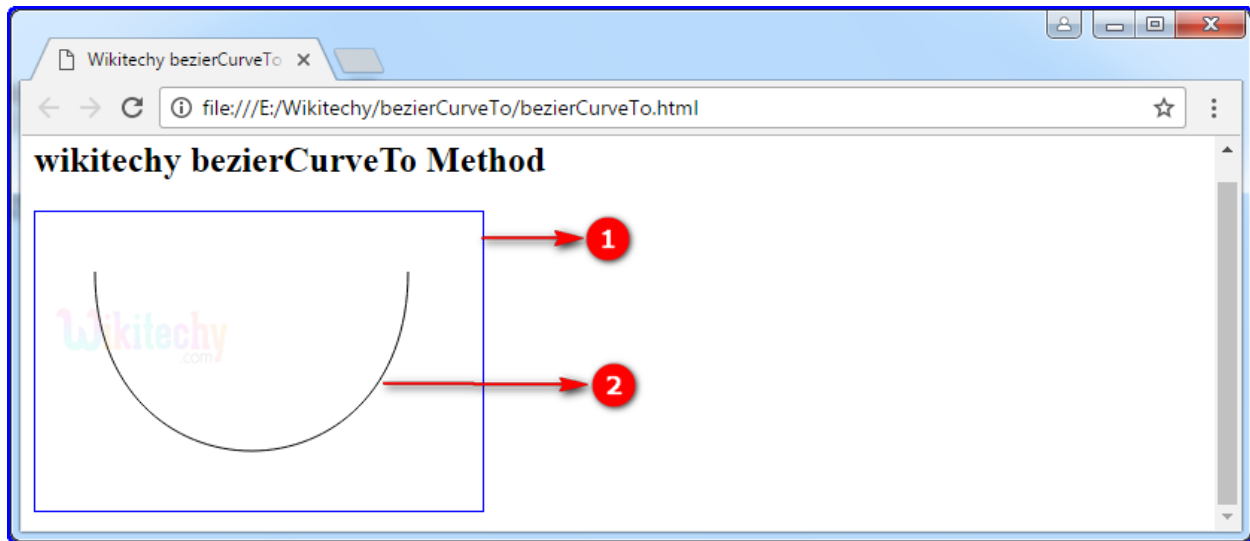 Wikitechy bezierCurveTo
file:///E:/Wikitechy/bezierCurveTo/bezierCurveTo.html
wikitechy bezierCurveTo Method
1
Wikitechy
.com
2